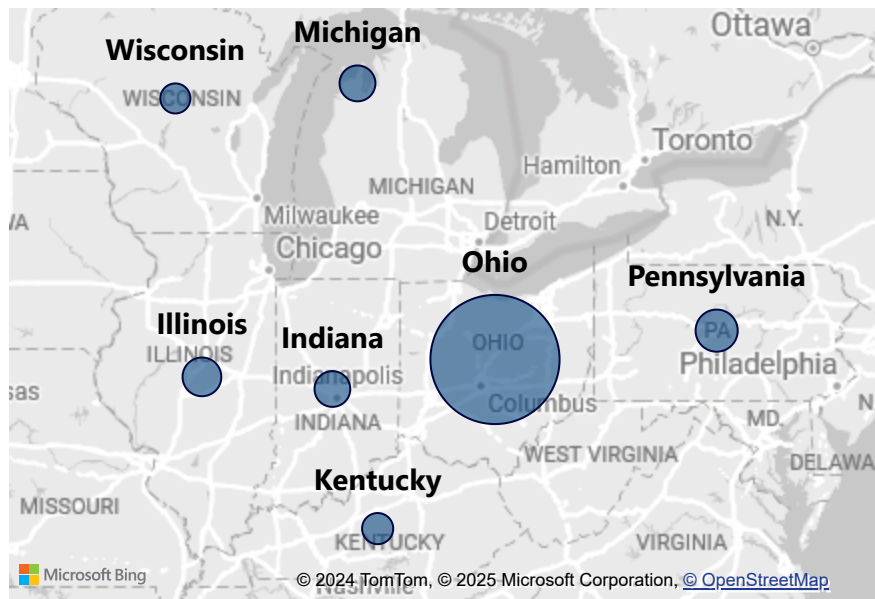 Ottawa
Michigan
Wisconsin
WISCONSIN
Toronto
Hamilton
MICHIGAN
Milwaukee
Detroit
N.Y.
Chicago
Ohio
Pennsylvania
Illinois
Indiana
OHIO
PA
ILLINOIS
Philadelphia
Indianapolis
Columbus
INDIANA
MD.
WEST VIRGINIA
DELAWA
Kentucky
MISSOURI
KENTUCKY
VIRGINIA
Microsoft Bing
© 2024 TomTom, © 2025 Microsoft Corporation, © OpenStreetMap
Nashville